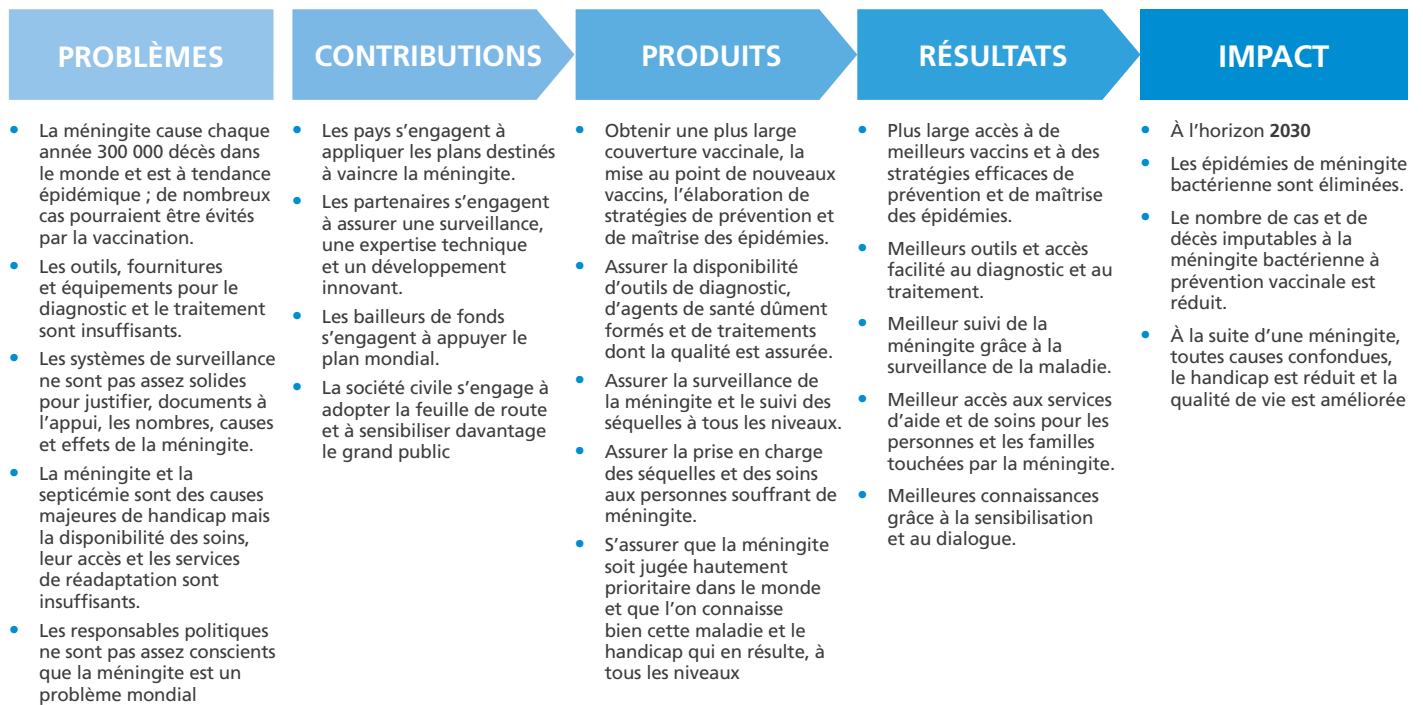 PROBLÈMES
La méningite cause chaque
année 300 000 décès dans
le monde et est à tendance
épidémique ; de nombreux
cas pourraient être évités
par la vaccination.
Les outils, fournitures
et équipements pour le
diagnostic et le traitement
sont insuffisants.
Les systèmes de surveillance
ne sont pas assez solides
pour justifier, documents à
l’appui, les nombres, causes
et effets de la méningite.
La méningite et la
septicémie sont des causes
majeures de handicap mais
la disponibilité des soins,
leur accès et les services
de réadaptation sont
insuffisants.
Les responsables politiques
ne sont pas assez conscients
que la méningite est un
problème mondial
CONTRIBUTIONS
Les pays s’engagent à
appliquer les plans destinés
à vaincre la méningite.
Les partenaires s’engagent
à assurer une surveillance,
une expertise technique
et un développement
innovant.
Les bailleurs de fonds
s’engagent à appuyer le
plan mondial.
La société civile s’engage à
adopter la feuille de route
et à sensibiliser davantage
le grand public
PRODUITS
Obtenir une plus large
couverture vaccinale, la
mise au point de nouveaux
vaccins, l’élaboration de
stratégies de prévention et
de maîtrise des épidémies.
Assurer la disponibilité
d’outils de diagnostic,
d’agents de santé dûment
formés et de traitements
dont la qualité est assurée.
Assurer la surveillance de
la méningite et le suivi des
séquelles à tous les niveaux.
Assurer la prise en charge
des séquelles et des soins
aux personnes souffrant de
méningite.
S’assurer que la méningite
soit jugée hautement
prioritaire dans le monde
et que l’on connaisse
bien cette maladie et le
handicap qui en résulte, à
tous les niveaux
RÉSULTATS
Plus large accès à de
meilleurs vaccins et à des
stratégies efficaces de
prévention et de maîtrise
des épidémies.
Meilleurs outils et accès
facilité au diagnostic et au
traitement.
Meilleur suivi de la
méningite grâce à la
surveillance de la maladie.
Meilleur accès aux services
d’aide et de soins pour les
personnes et les familles
touchées par la méningite.
Meilleures connaissances
grâce à la sensibilisation
et au dialogue.
IMPACT
À l’horizon 2030
Les épidémies de méningite
bactérienne sont éliminées.
Le nombre de cas et de
décès imputables à la
méningite bactérienne à
prévention vaccinale est
réduit.
À la suite d’une méningite,
toutes causes confondues,
le handicap est réduit et la
qualité de vie est améliorée